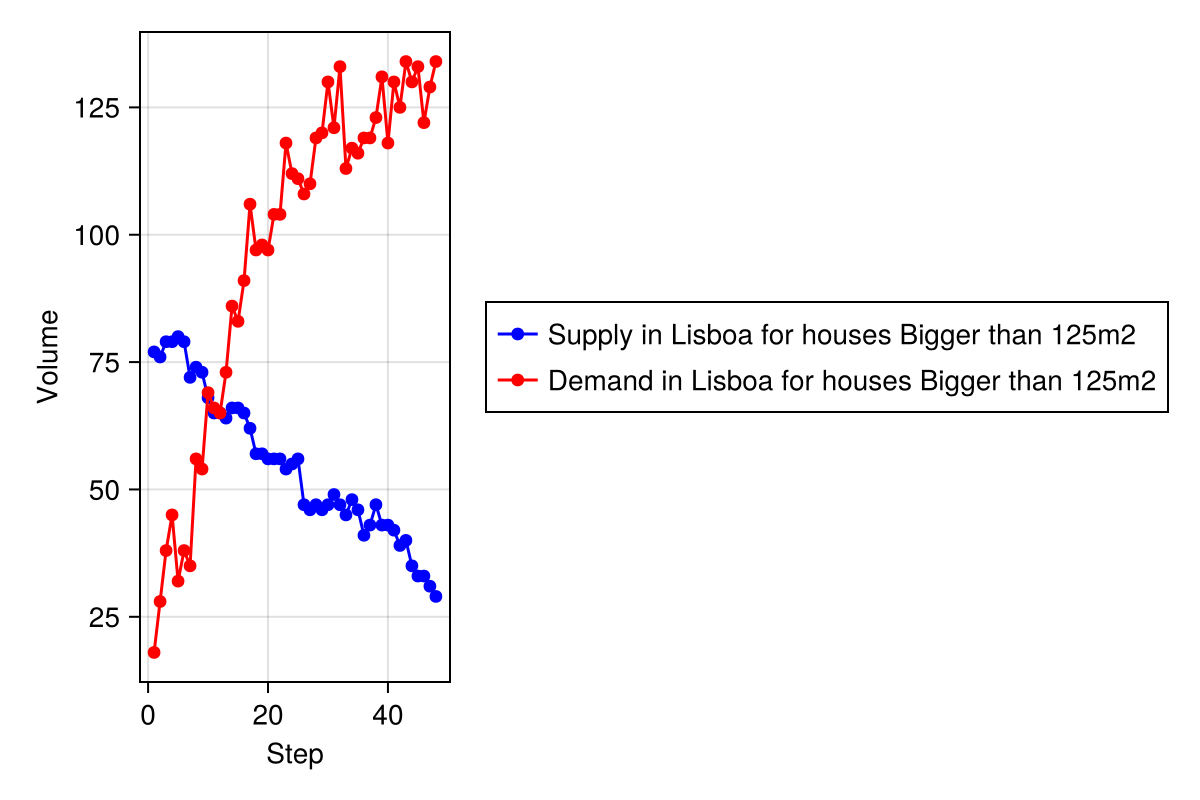 125
100
75
50
25
Volume
0 20 40
Step
Supply in Lisboa for houses Bigger than 125m2
Demand in Lisboa for houses Bigger than 125m2